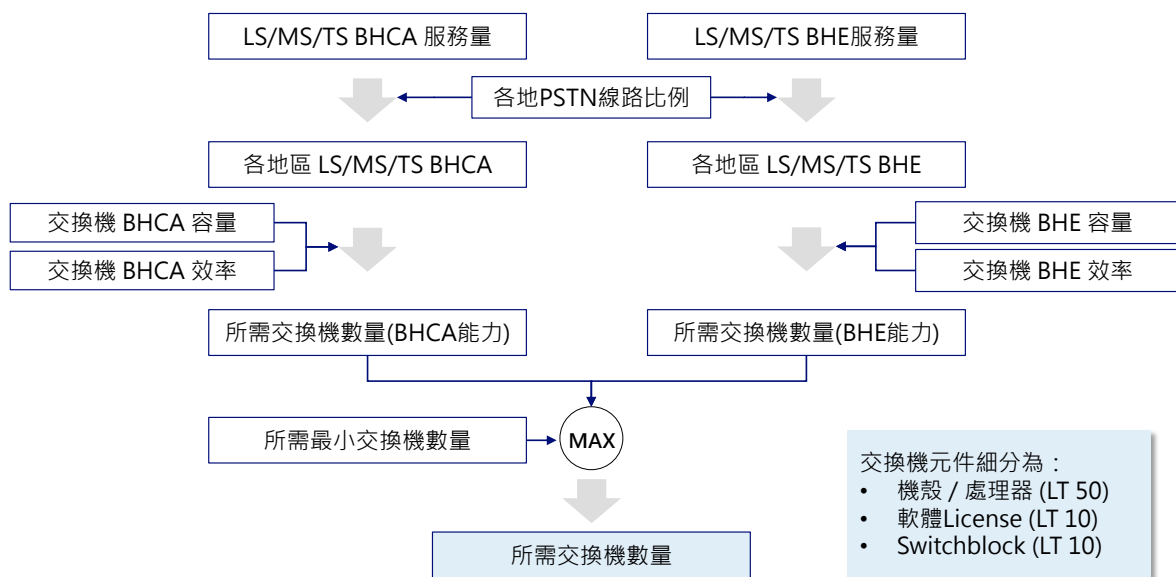 LS/MS/TS BHCA 服務量
LS/MS/TS BHE服務量
各地PSTN線路比例
各地區 LS/MS/TS BHCA
各地區 LS/MS/TS BHE
交換機 BHCA 容量
交換機 BHE 容量
交換機 BHCA 效率
交換機 BHE 效率
所需交換機數量(BHCA能力)
所需交換機數量(BHE能力)
所需最小交換機數量
MAX
交換機元件細分為：
• 機殼 / 處理器 (LT 50)
• 軟體License (LT 10)
• Switchblock (LT 10)
所需交換機數量